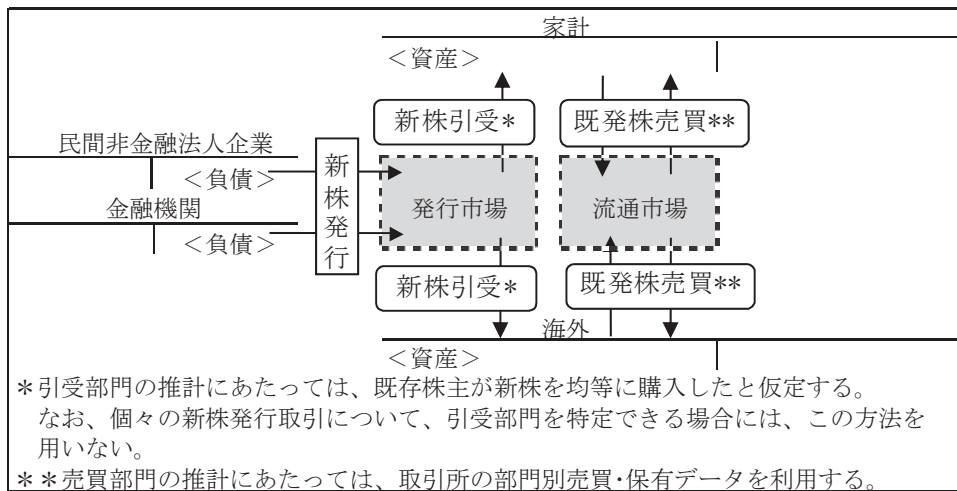 家計
<資産>
新株引受*
既発株売買**
民間非金融法人企業
<負債>
新株発行
発行市場
流通市場
金融機関
<負債>
新株引受*
既発株売買**
海外
<資産>
*引受部門の推計にあたっては、既存株主が新株を均等に購入したと仮定する。
なお、個々の新株発行取引について、引受部門を特定できる場合には、この方法を
用いない。
**売買部門の推計にあたっては、取引所の部門別売買・保有データを利用する。